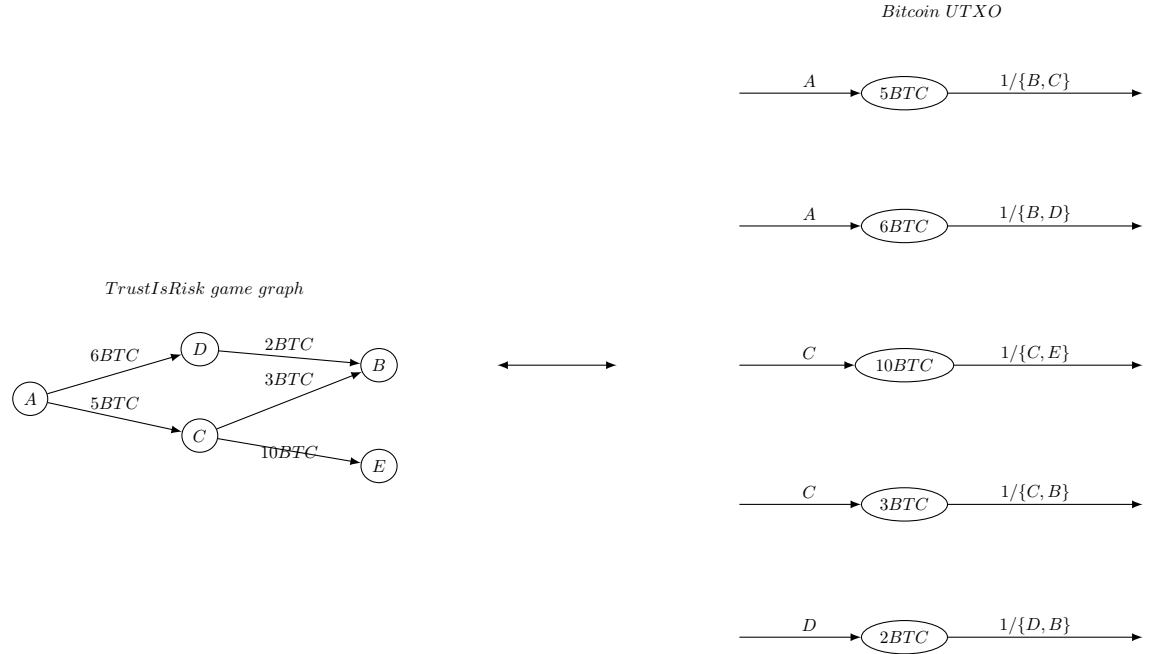 Bitcoin UTXO
A
5BTC
1/{B, C}
A
6BTC
1/{B, D}
TrustIsRisk game graph
6BTC
D
2BTC
B
3BTC
A
5BTC
C
10BTC
E
C
10BTC
1/{C, E}
C
3BTC
1/{C, B}
D
2BTC
1/{D, B}